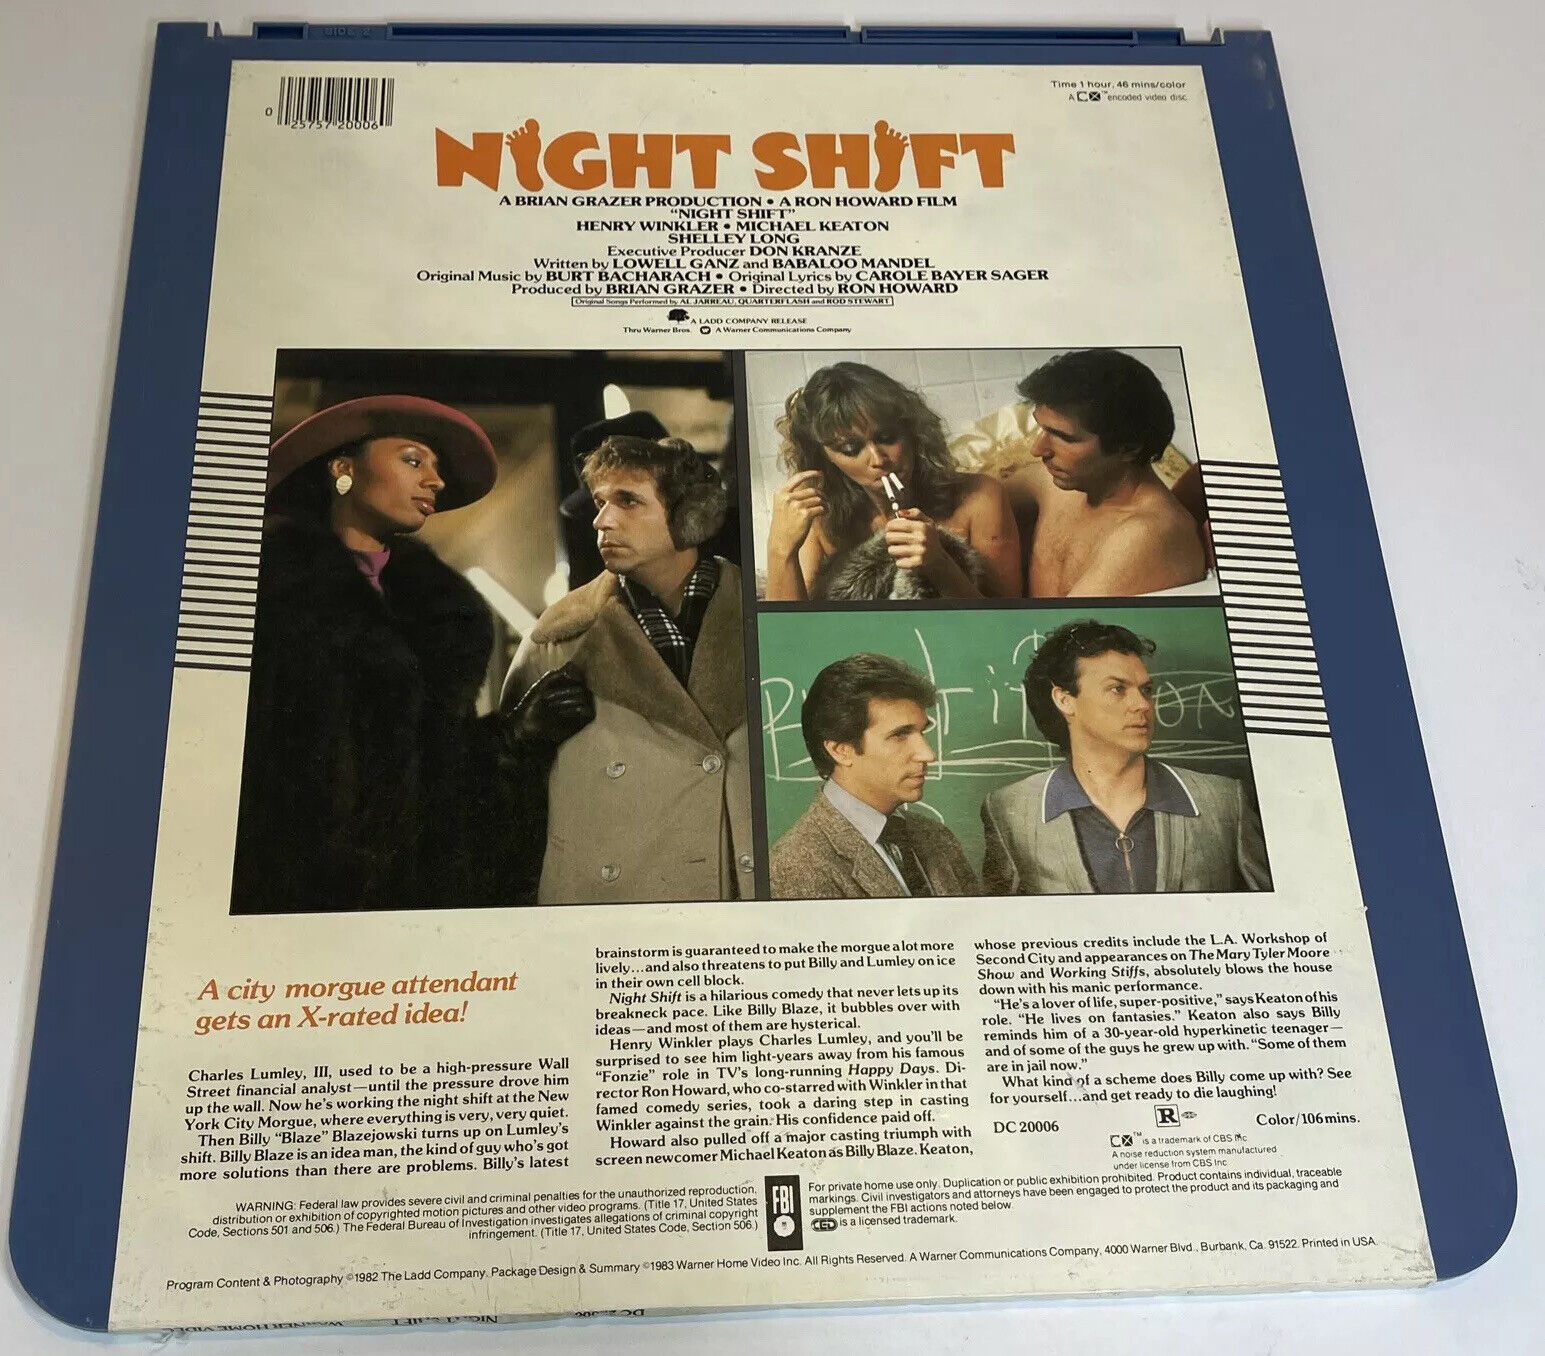 SIDE 2
0
25757 20006
Time 1 hour, 46 mins/color
A CX™ encoded video disc
NIGHT SHIFT
A BRIAN GRAZER PRODUCTION • A RON HOWARD FILM
"NIGHT SHIFT"
HENRY WINKLER • MICHAEL KEATON
SHELLEY LONG
Executive Producer DON KRANZE
Written by LOWELL GANZ and BABALOO MANDEL
Original Music by BURT BACHARACH • Original Lyrics by CAROLE BAYER SAGER
Produced by BRIAN GRAZER • Directed by RON HOWARD
Original Songs Performed by AL JARREAU, QUARTERFLASH and ROD STEWART
A LADD COMPANY RELEASE
Thru Warner Bros. A Warner Communications Company
A city morgue attendant
gets an X-rated idea!
Charles Lumley, III, used to be a high-pressure Wall
Street financial analyst—until the pressure drove him
up the wall. Now he's working the night shift at the New
York City Morgue, where everything is very, very quiet.
Then Billy "Blaze" Blazejowski turns up on Lumley's
shift. Billy Blaze is an idea man, the kind of guy who's got
more solutions than there are problems. Billy's latest
brainstorm is guaranteed to make the morgue a lot more
lively...and also threatens to put Billy and Lumley on ice
in their own cell block.
Night Shift is a hilarious comedy that never lets up its
breakneck pace. Like Billy Blaze, it bubbles over with
ideas—and most of them are hysterical.
Henry Winkler plays Charles Lumley, and you'll be
surprised to see him light-years away from his famous
"Fonzie" role in TV's long-running Happy Days. Di-
rector Ron Howard, who co-starred with Winkler in that
famed comedy series, took a daring step in casting
Winkler against the grain. His confidence paid off.
Howard also pulled off a major casting triumph with
screen newcomer Michael Keaton as Billy Blaze. Keaton,
whose previous credits include the L.A. Workshop of
Second City and appearances on The Mary Tyler Moore
Show and Working Stiffs, absolutely blows the house
down with his manic performance.
"He's a lover of life, super-positive," says Keaton of his
role. "He lives on fantasies." Keaton also says Billy
reminds him of a 30-year-old hyperkinetic teenager—
and of some of the guys he grew up with. "Some of them
are in jail now."
What kind of a scheme does Billy come up with? See
for yourself...and get ready to die laughing!
DC 20006
R
Color/106 mins.
CX™ is a trademark of CBS Inc
A noise reduction system manufactured
under license from CBS Inc
WARNING: Federal law provides severe civil and criminal penalties for the unauthorized reproduction,
distribution or exhibition of copyrighted motion pictures and other video programs. (Title 17, United States
Code, Sections 501 and 506.) The Federal Bureau of Investigation investigates allegations of criminal copyright
infringement. (Title 17, United States Code, Section 506.)
FBI
For private home use only. Duplication or public exhibition prohibited. Product contains individual, traceable
markings. Civil investigators and attorneys have been engaged to protect the product and its packaging and
supplement the FBI actions noted below
CED is a licensed trademark.
Program Content & Photography ©1982 The Ladd Company. Package Design & Summary ©1983 Warner Home Video Inc. All Rights Reserved. A Warner Communications Company, 4000 Warner Blvd., Burbank, Ca. 91522. Printed in USA.
WARNER HOME VIDEO NIGHT SHIFT DC 20006